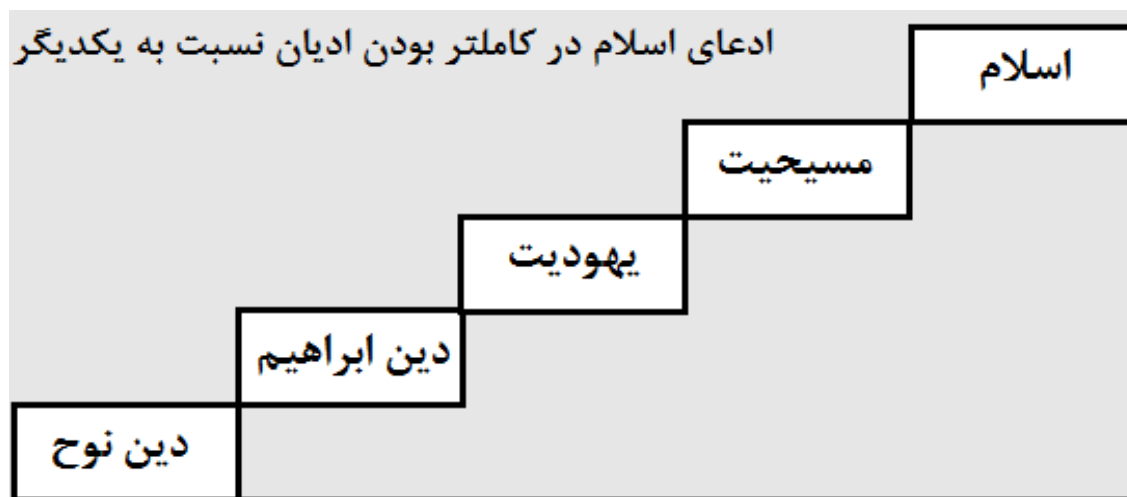 ادعای اسلام در کاملتر بودن ادیان نسبت به یکدیگر
اسلام
مسیحیت
یهودیت
دین ابراهیم
دین نوح